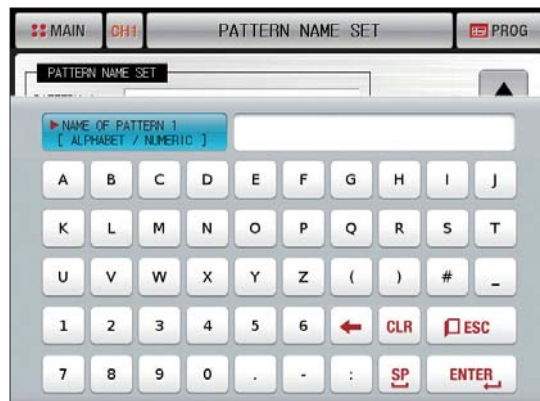 MAIN CH1 PATTERN NAME SET PROG
PATTERN NAME SET
▶NAME OF PATTERN 1
[ ALPHABET / NUMERIC ]
A B C D E F G H I J
K L M N O P Q R S T
U V W X Y Z ( ) # _
1 2 3 4 5 6 ← CLR ESC
7 8 9 0 . - : SP ENTER